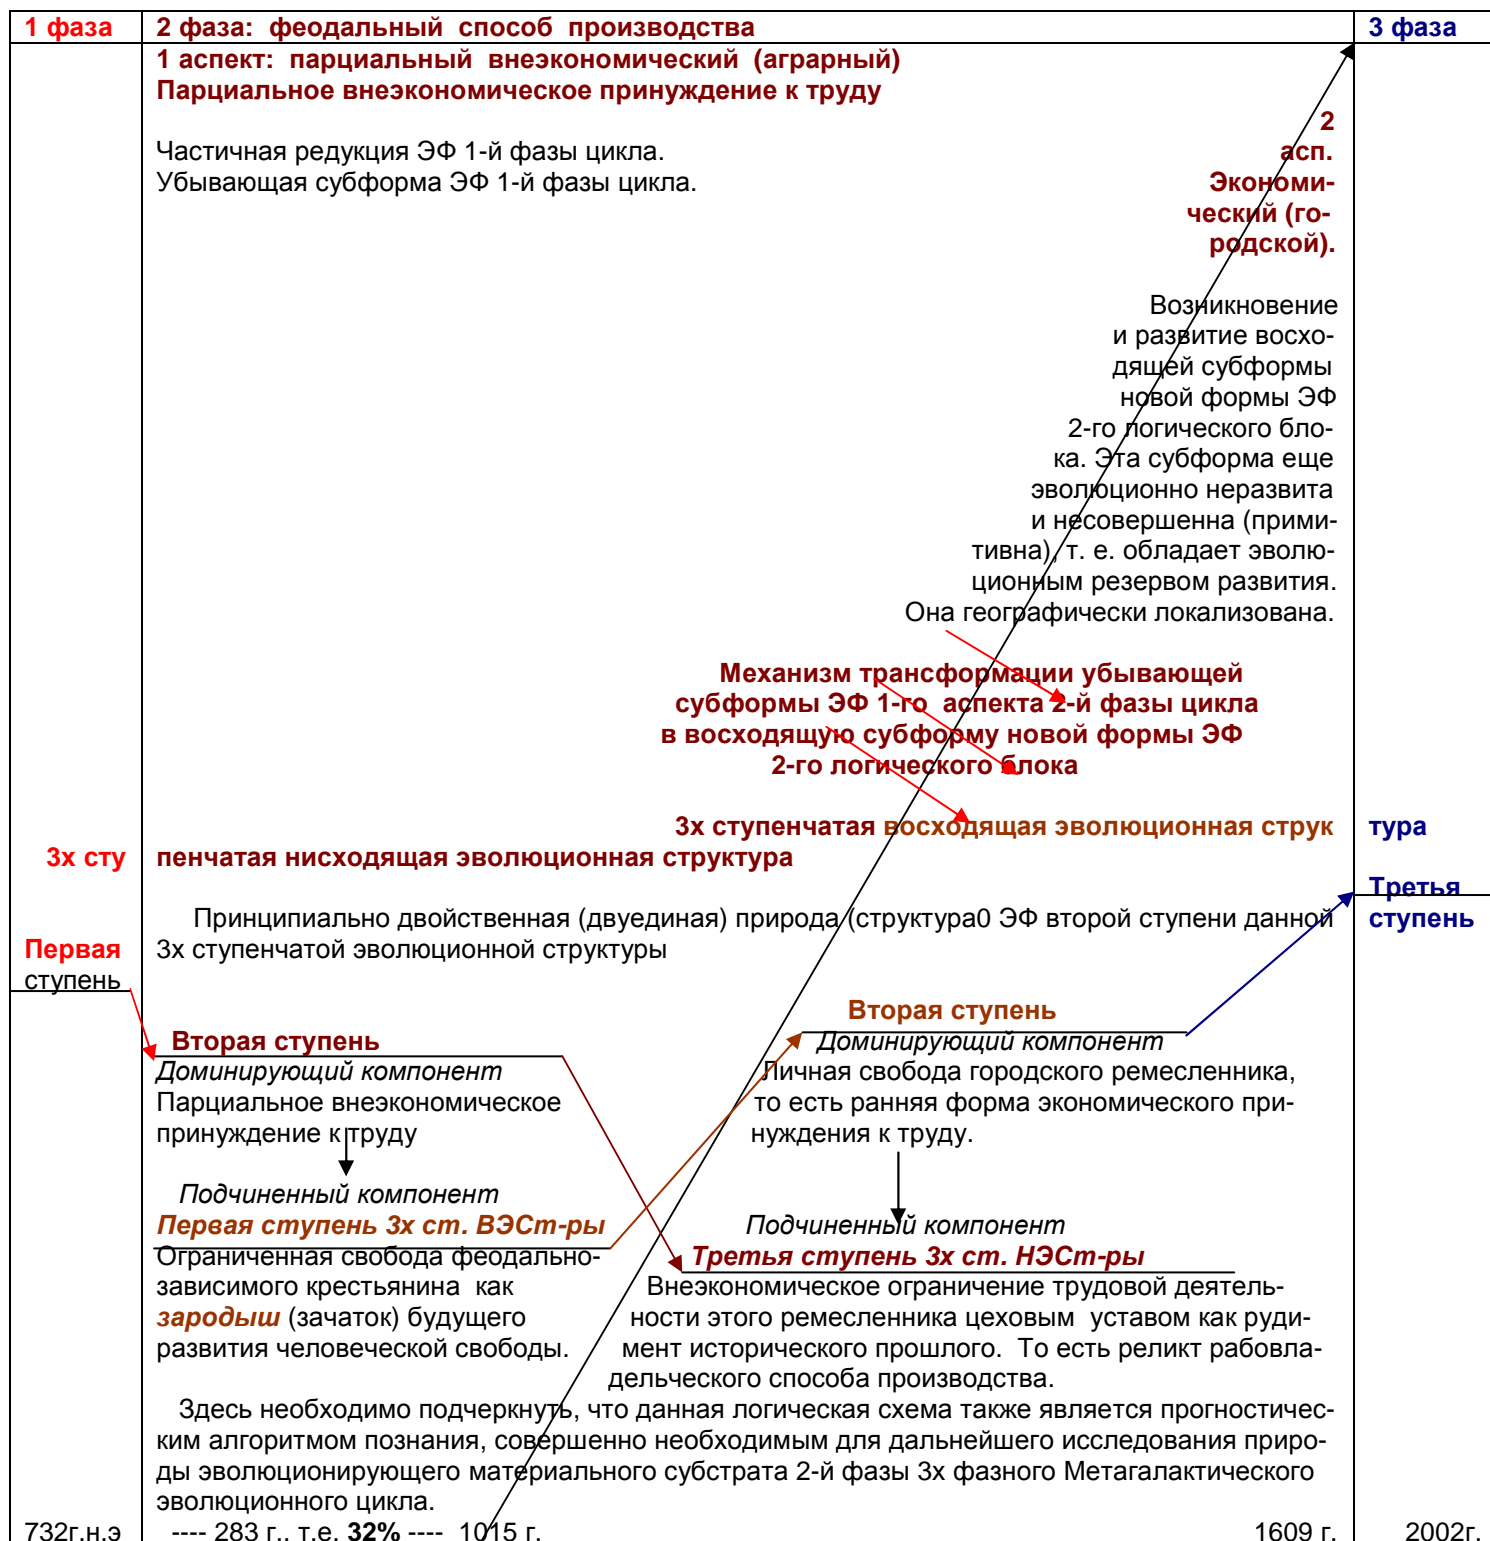 1 фаза 2 фаза: феодальный способ производства 3 фаза
1 аспект: парциальный внеэкономический (аграрный)
Парциальное внеэкономическое принуждение к труду
2
асп.
Частичная редукция ЭФ 1-й фазы цикла.
Убывающая субформа ЭФ 1-й фазы цикла.
Экономи-
ческий (го-
родской).
Возникновение
и развитие восхо-
дящей субформы
новой формы ЭФ
2-го логического бло-
ка. Эта субформа еще
эволюционно неразвита
и несовершенна (прими-
тивна), т. е. обладает эволю-
ционным резервом развития.
Она географически локализована.
Механизм трансформации убывающей
субформы ЭФ 1-го аспекта 2-й фазы цикла
в восходящую субформу новой формы ЭФ
2-го логического блока
3х ступенчатая восходящая эволюционная струк тура
3х сту пенчатая нисходящая эволюционная структура
Третья
Принципиально двойственная (двуединая) природа (структура0 ЭФ второй ступени данной ступень
Первая 3х ступенчатой эволюционной структуры
ступень
Вторая ступень
Вторая ступень
Доминирующий компонент
Доминирующий компонент
Парциальное внеэкономическое
принуждение к труду
Личная свобода городского ремесленника,
то есть ранняя форма экономического при-
нуждения к труду.
Подчиненный компонент
Первая ступень 3х ст. ВЭСт-ры
Ограниченная свобода феодально-
зависимого крестьянина как
зародыш (зачаток) будущего
развития человеческой свободы.
Подчиненный компонент
Третья ступень 3х ст. НЭСт-ры
Внеэкономическое ограничение трудовой деятель-
ности этого ремесленника цеховым уставом как руди-
мент исторического прошлого. То есть реликт рабовла-
дельческого способа производства.
Здесь необходимо подчеркнуть, что данная логическая схема также является прогностичес-
ким алгоритмом познания, совершенно необходимым для дальнейшего исследования приро-
ды эволюционирующего материального субстрата 2-й фазы 3х фазного Метагалактического
эволюционного цикла.
732г.н.э ---- 283 г.. т.е. 32% ---- 1015 г. 1609 г. 2002г.